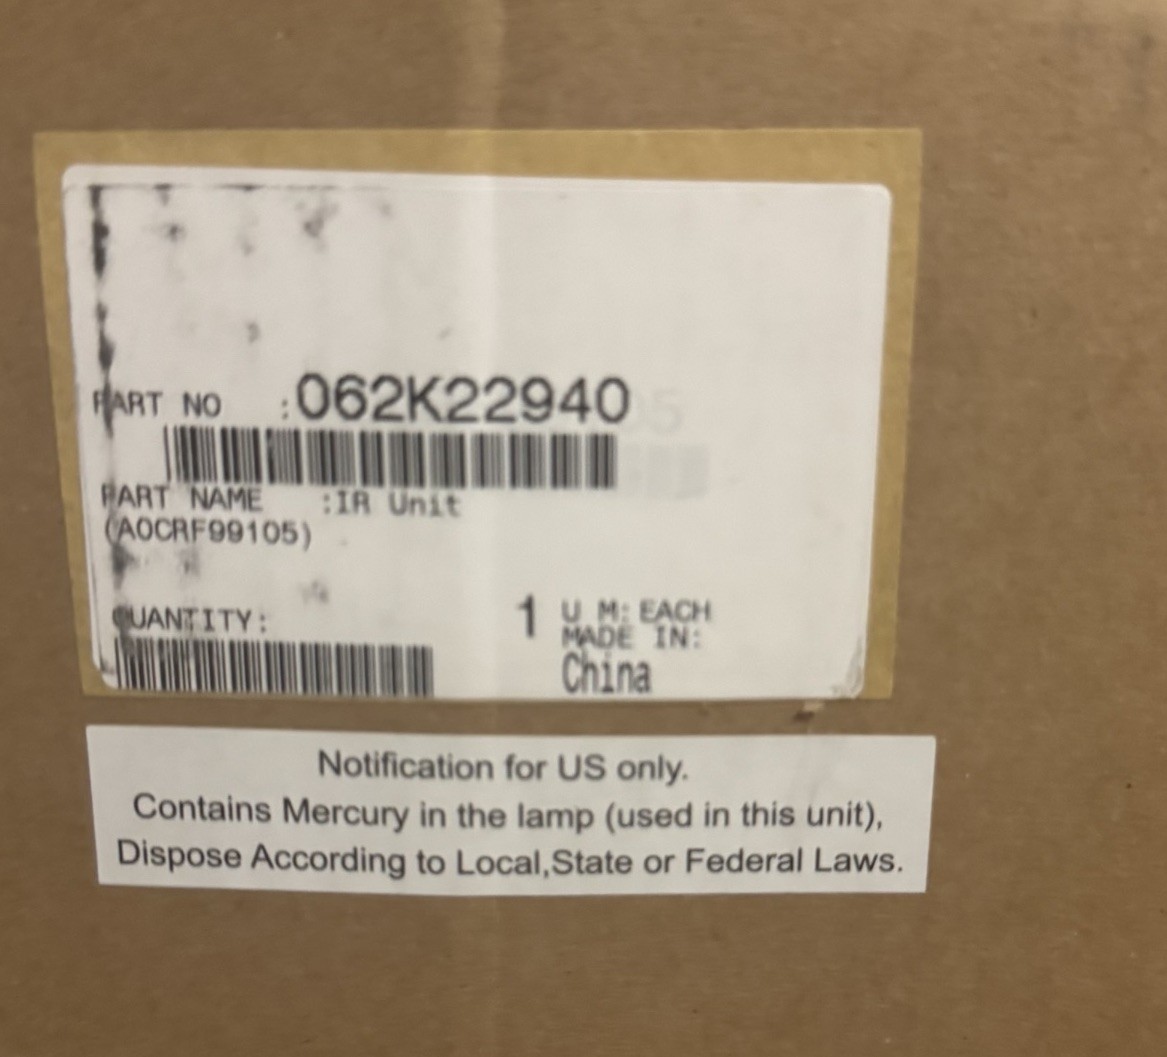 PART NO :062K22940
PART NAME :IR Unit
(A0CRF99105)
QUANTITY: 1 U M: EACH
MADE IN:
China
Notification for US only.
Contains Mercury in the lamp (used in this unit),
Dispose According to Local,State or Federal Laws.